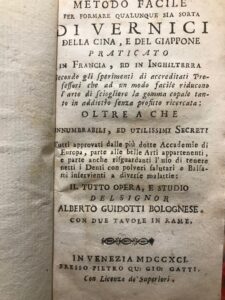 METODO FACILE
PER FORMARE QUALUNQUE SIA SORTA
DI VERNICI
DELLA CINA, E DEL GIAPPONE
PRATICATO
IN FRANCIA, ED IN INGHILTERRA
Secondo gli sperimenti di accreditati Pro-
fessori che ad un modo facile riducono
l'arte di sciogliere la gomma copale tan-
to in addietro senza profitto ricercata:
OLTRE A CHE
INNUMERABILI, ED UTILISSIMI SECRETI
Tutti approvati dalle più dotte Accademie di
Europa, parte alle belle Arti appartenenti,
e parte anche risguardanti l'uso di tenere
netti i Denti con polveri salutari e Balsa-
mi inservienti a diverse malattie:
IL TUTTO OPERA, E STUDIO
DEL SIGNOR
ALBERTO GUIDOTTI BOLOGNESE.
CON DUE TAVOLE IN RAME.
IN VENEZIA MDCCXCI.
PRESSO PIETRO QU: GIO: GATTI.
Con Licenza de' Superiori.